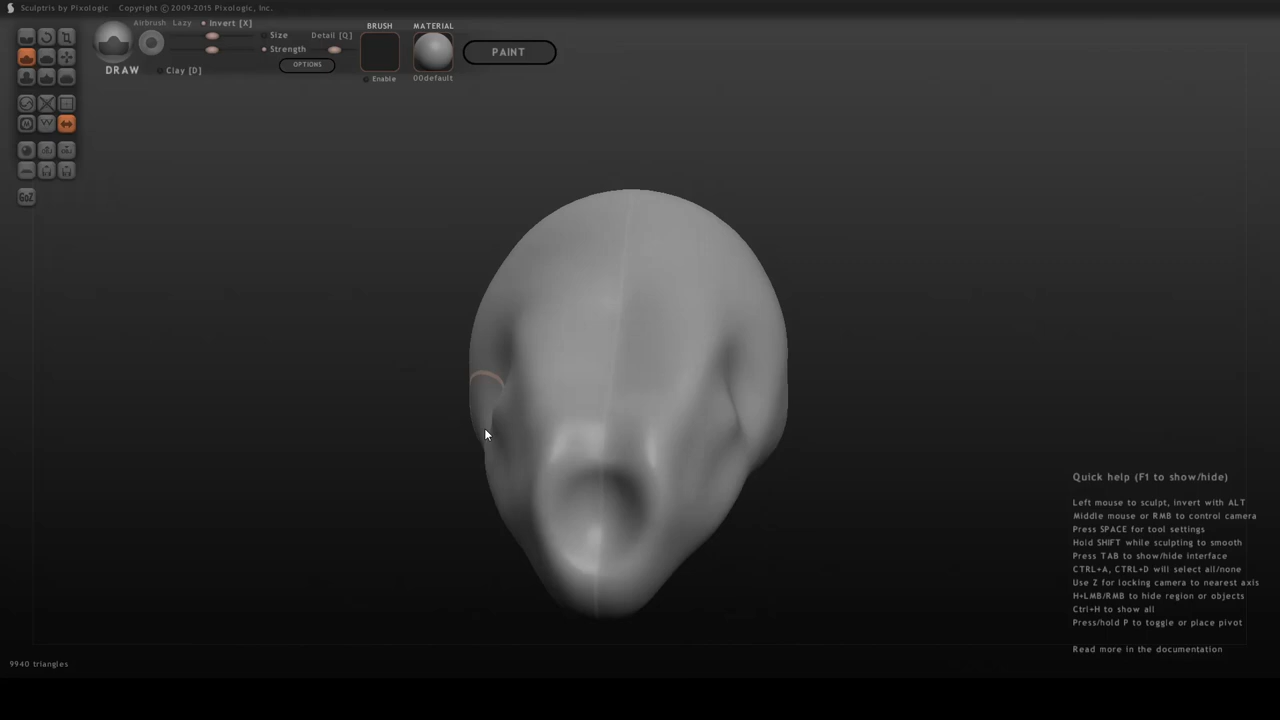 Sculptris by Pixologic Copyright © 2009-2015 Pixologic, Inc.
Airbrush Lazy Invert [X]
Size Detail [Q]
Strength
OPTIONS
DRAW
Clay [D]
BRUSH
Enable
MATERIAL
00default
PAINT
GoZ
Quick help (F1 to show/hide)
Left mouse to sculpt, invert with ALT
Middle mouse or RMB to control camera
Press SPACE for tool settings
Hold SHIFT while sculpting to smooth
Press TAB to show/hide interface
CTRL+A, CTRL+D will select all/none
Use Z for locking camera to nearest axis
H+LMB/RMB to hide region or objects
Ctrl+H to show all
Press/hold P to toggle or place pivot
Read more in the documentation
9940 triangles